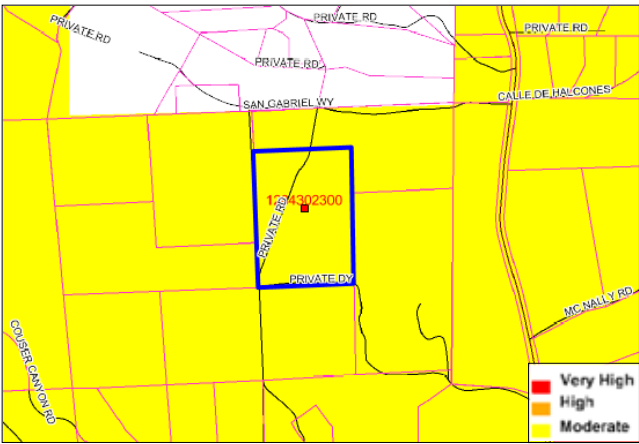 PRIVATE RD
PRIVATE RD
PRIVATE RD
PRIVATE RD
SAN GABRIEL WY
CALLE DE HALCONES
PRIVATE RD
PRIVATE DY
MC NALLY RD
COUSER CANYON RD
Very High
High
Moderate